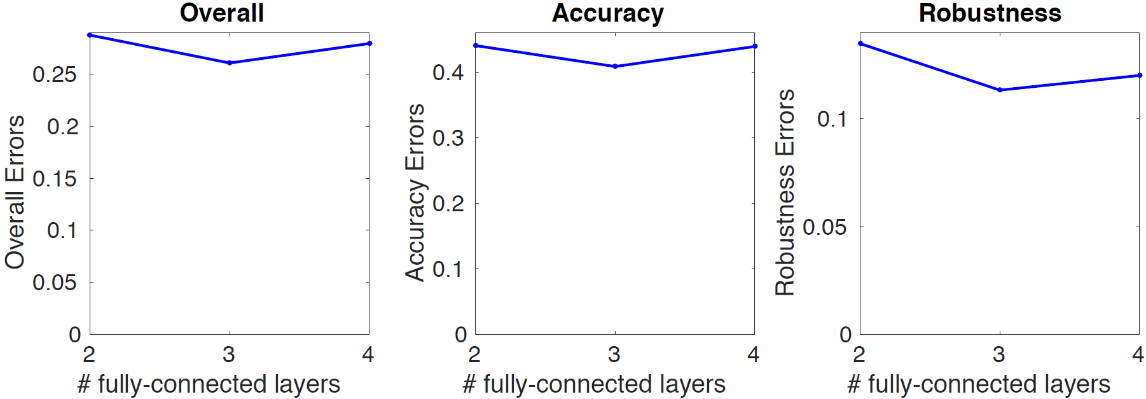 Overall
Overall Errors
0.25
0.2
0.15
0.1
0.05
0
2
3
4
# fully-connected layers
Accuracy
Accuracy Errors
0.4
0.3
0.2
0.1
0
2
3
4
# fully-connected layers
Robustness
Robustness Errors
0.1
0.05
0
2
3
4
# fully-connected layers